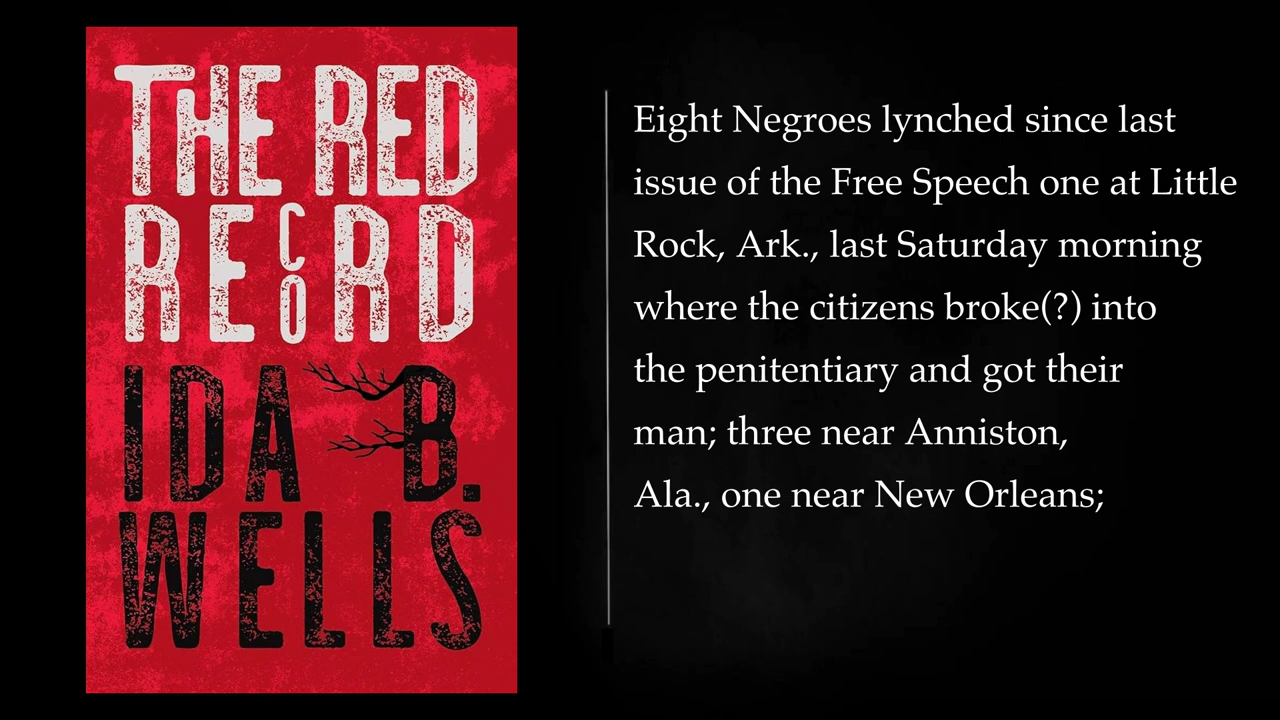 THE RED
RECORD
IDA B.
WELLS
Eight Negroes lynched since last
issue of the Free Speech one at Little
Rock, Ark., last Saturday morning
where the citizens broke(?) into
the penitentiary and got their
man; three near Anniston,
Ala., one near New Orleans;